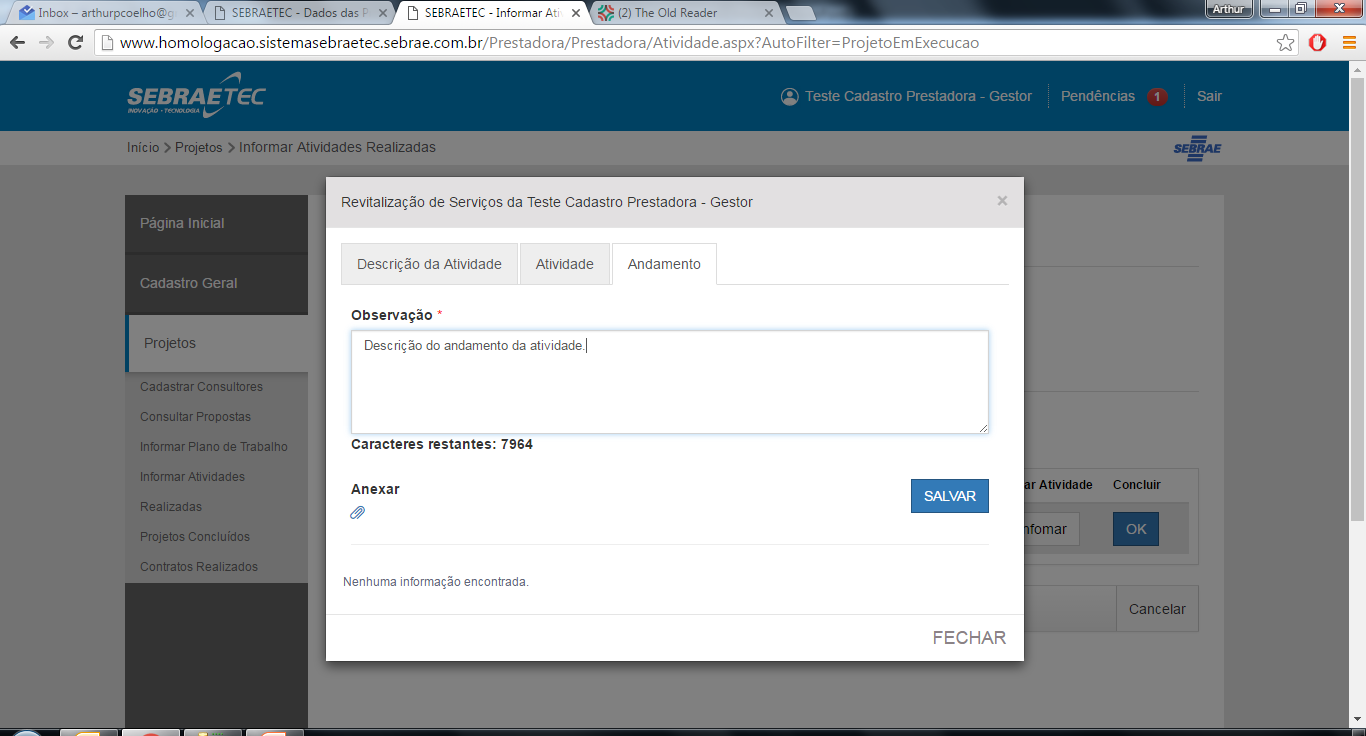 Inbox – arthurpcoelho@g
SEBRAETEC - Dados das P
SEBRAETEC - Informar Ativ
(2) The Old Reader
Arthur
www.homologacao.sistemasebraetec.sebrae.com.br/Prestadora/Prestadora/Atividade.aspx?AutoFilter=ProjetoEmExecucao
SEBRAETEC
INOVAÇÃO - TECNOLOGIA
Teste Cadastro Prestadora - Gestor
Pendências 1
Sair
Início > Projetos > Informar Atividades Realizadas
SEBRAE
Página Inicial
Cadastro Geral
Projetos
Cadastrar Consultores
Consultar Propostas
Informar Plano de Trabalho
Informar Atividades
Realizadas
Projetos Concluídos
Contratos Realizados
Revitalização de Serviços da Teste Cadastro Prestadora - Gestor
×
Descrição da Atividade
Atividade
Andamento
Observação *
Descrição do andamento da atividade.
Caracteres restantes: 7964
Anexar
SALVAR
Nenhuma informação encontrada.
FECHAR
ar Atividade
Concluir
nfomar
OK
Cancelar